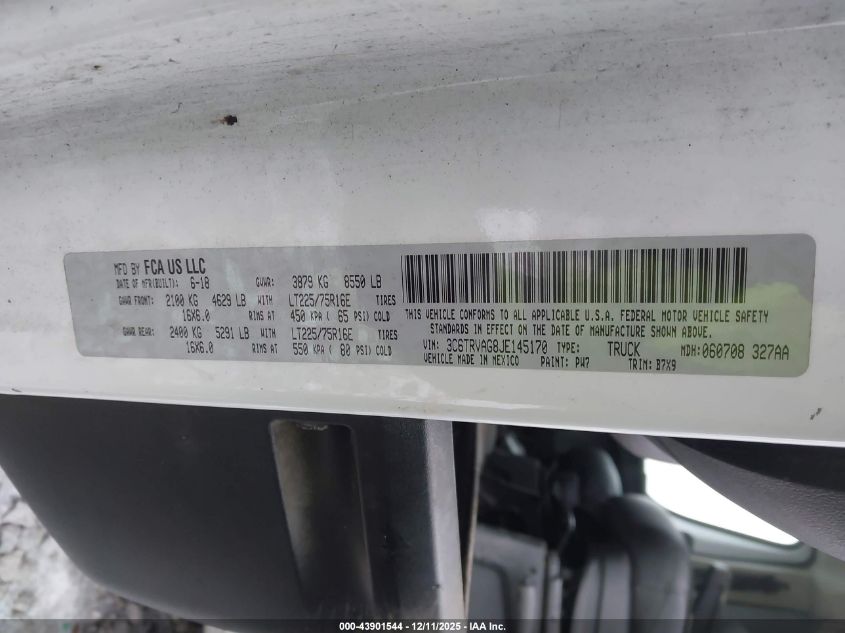 MFD BY FCA US LLC
DATE OF MFR(BUILT): 6-18 GVWR: 3879 KG 8550 LB
GAWR FRONT: 2100 KG 4629 LB WITH LT225/75R16E TIRES
16X6.0 RIMS AT 450 KPA ( 65 PSI) COLD
GAWR REAR: 2400 KG 5291 LB WITH LT225/75R16E TIRES
16X6.0 RIMS AT 550 KPA ( 80 PSI) COLD
THIS VEHICLE CONFORMS TO ALL APPLICABLE U.S.A. FEDERAL MOTOR VEHICLE SAFETY
STANDARDS IN EFFECT ON THE DATE OF MANUFACTURE SHOWN ABOVE.
VIN: 3C6TRVAG8JE145170 TYPE: TRUCK MDH: 060708 327AA
VEHICLE MADE IN MEXICO PAINT: PW7 TRIM: B7X9
000-43901544 - 12/11/2025 - IAA Inc.